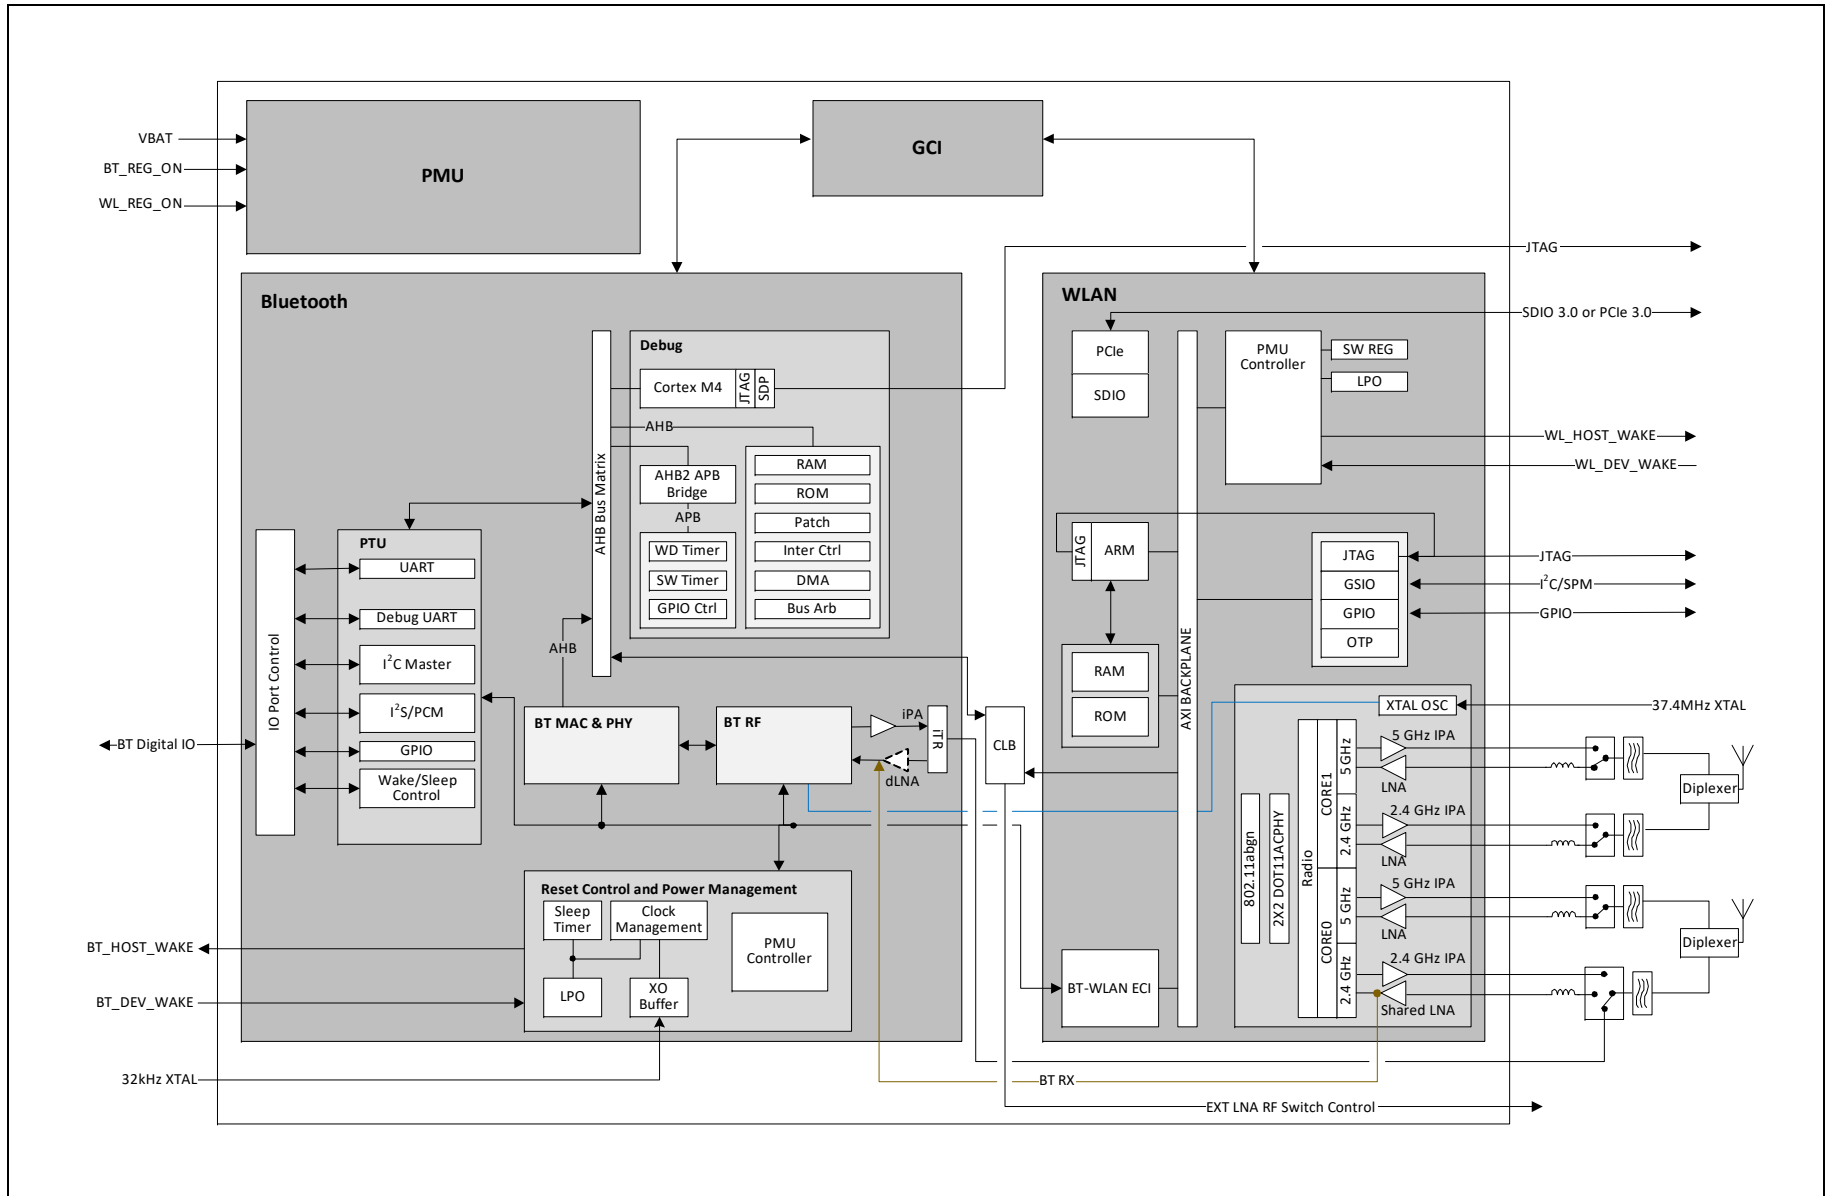 VBAT
BT_REG_ON
WL_REG_ON
PMU
GCI
JTAG
Bluetooth
WLAN
SDIO 3.0 or PCIe 3.0
Debug
Cortex M4
JTAG
SDP
AHB
AHB2 APB
Bridge
APB
WD Timer
SW Timer
GPIO Ctrl
RAM
ROM
Patch
Inter Ctrl
DMA
Bus Arb
AHB Bus Matrix
PCIe
SDIO
PMU
Controller
SW REG
LPO
WL_HOST_WAKE
WL_DEV_WAKE
JTAG
ARM
AXI BACKPLANE
JTAG
GSIO
GPIO
OTP
JTAG
I²C/SPM
GPIO
RAM
ROM
IO Port Control
PTU
UART
Debug UART
I²C Master
I²S/PCM
GPIO
Wake/Sleep
Control
BT Digital IO
AHB
BT MAC & PHY
BT RF
iPA
dLNA
iTR
CLB
XTAL OSC
37.4MHz XTAL
802.11abgn
2X2 DOT11ACPHY
Radio
CORE1
CORE0
5 GHz
2.4 GHz
5 GHz
2.4 GHz
5 GHz IPA
LNA
2.4 GHz IPA
LNA
5 GHz IPA
LNA
2.4 GHz IPA
Shared LNA
Diplexer
Diplexer
Reset Control and Power Management
Sleep
Timer
Clock
Management
PMU
Controller
LPO
XO
Buffer
BT-WLAN ECI
BT_HOST_WAKE
BT_DEV_WAKE
32kHz XTAL
BT RX
EXT LNA RF Switch Control